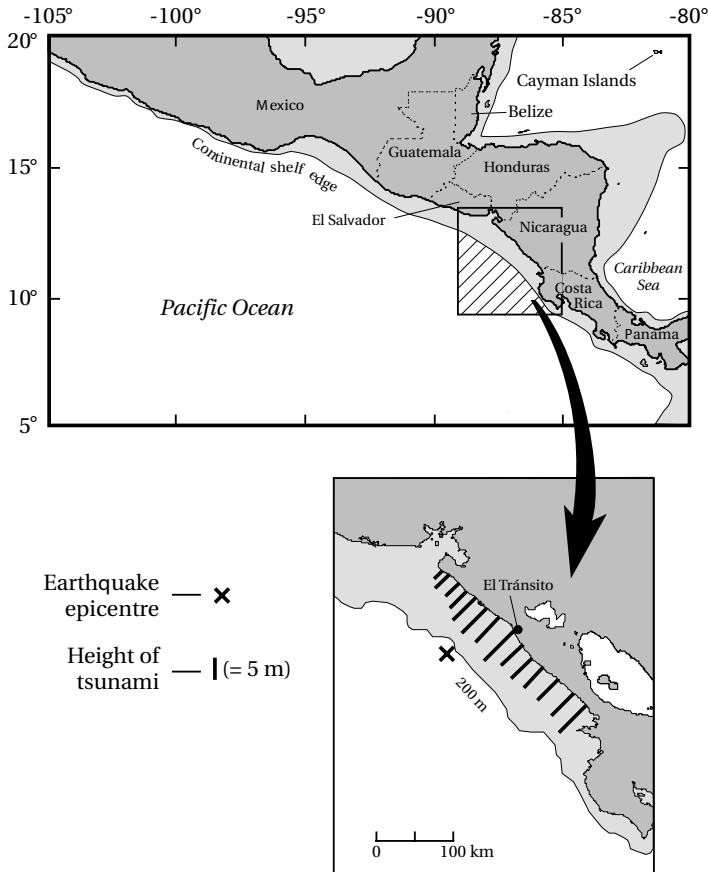 -105° -100° -95° -90° -85° -80°
20°
15°
10°
5°
Cayman Islands
Mexico
Belize
Guatemala
Honduras
Continental shelf edge
El Salvador
Nicaragua
Caribbean
Sea
Costa
Rica
Pacific Ocean
Panama
El Tránsito
Earthquake
epicentre
Height of
tsunami
(= 5 m)
200 m
0 100 km